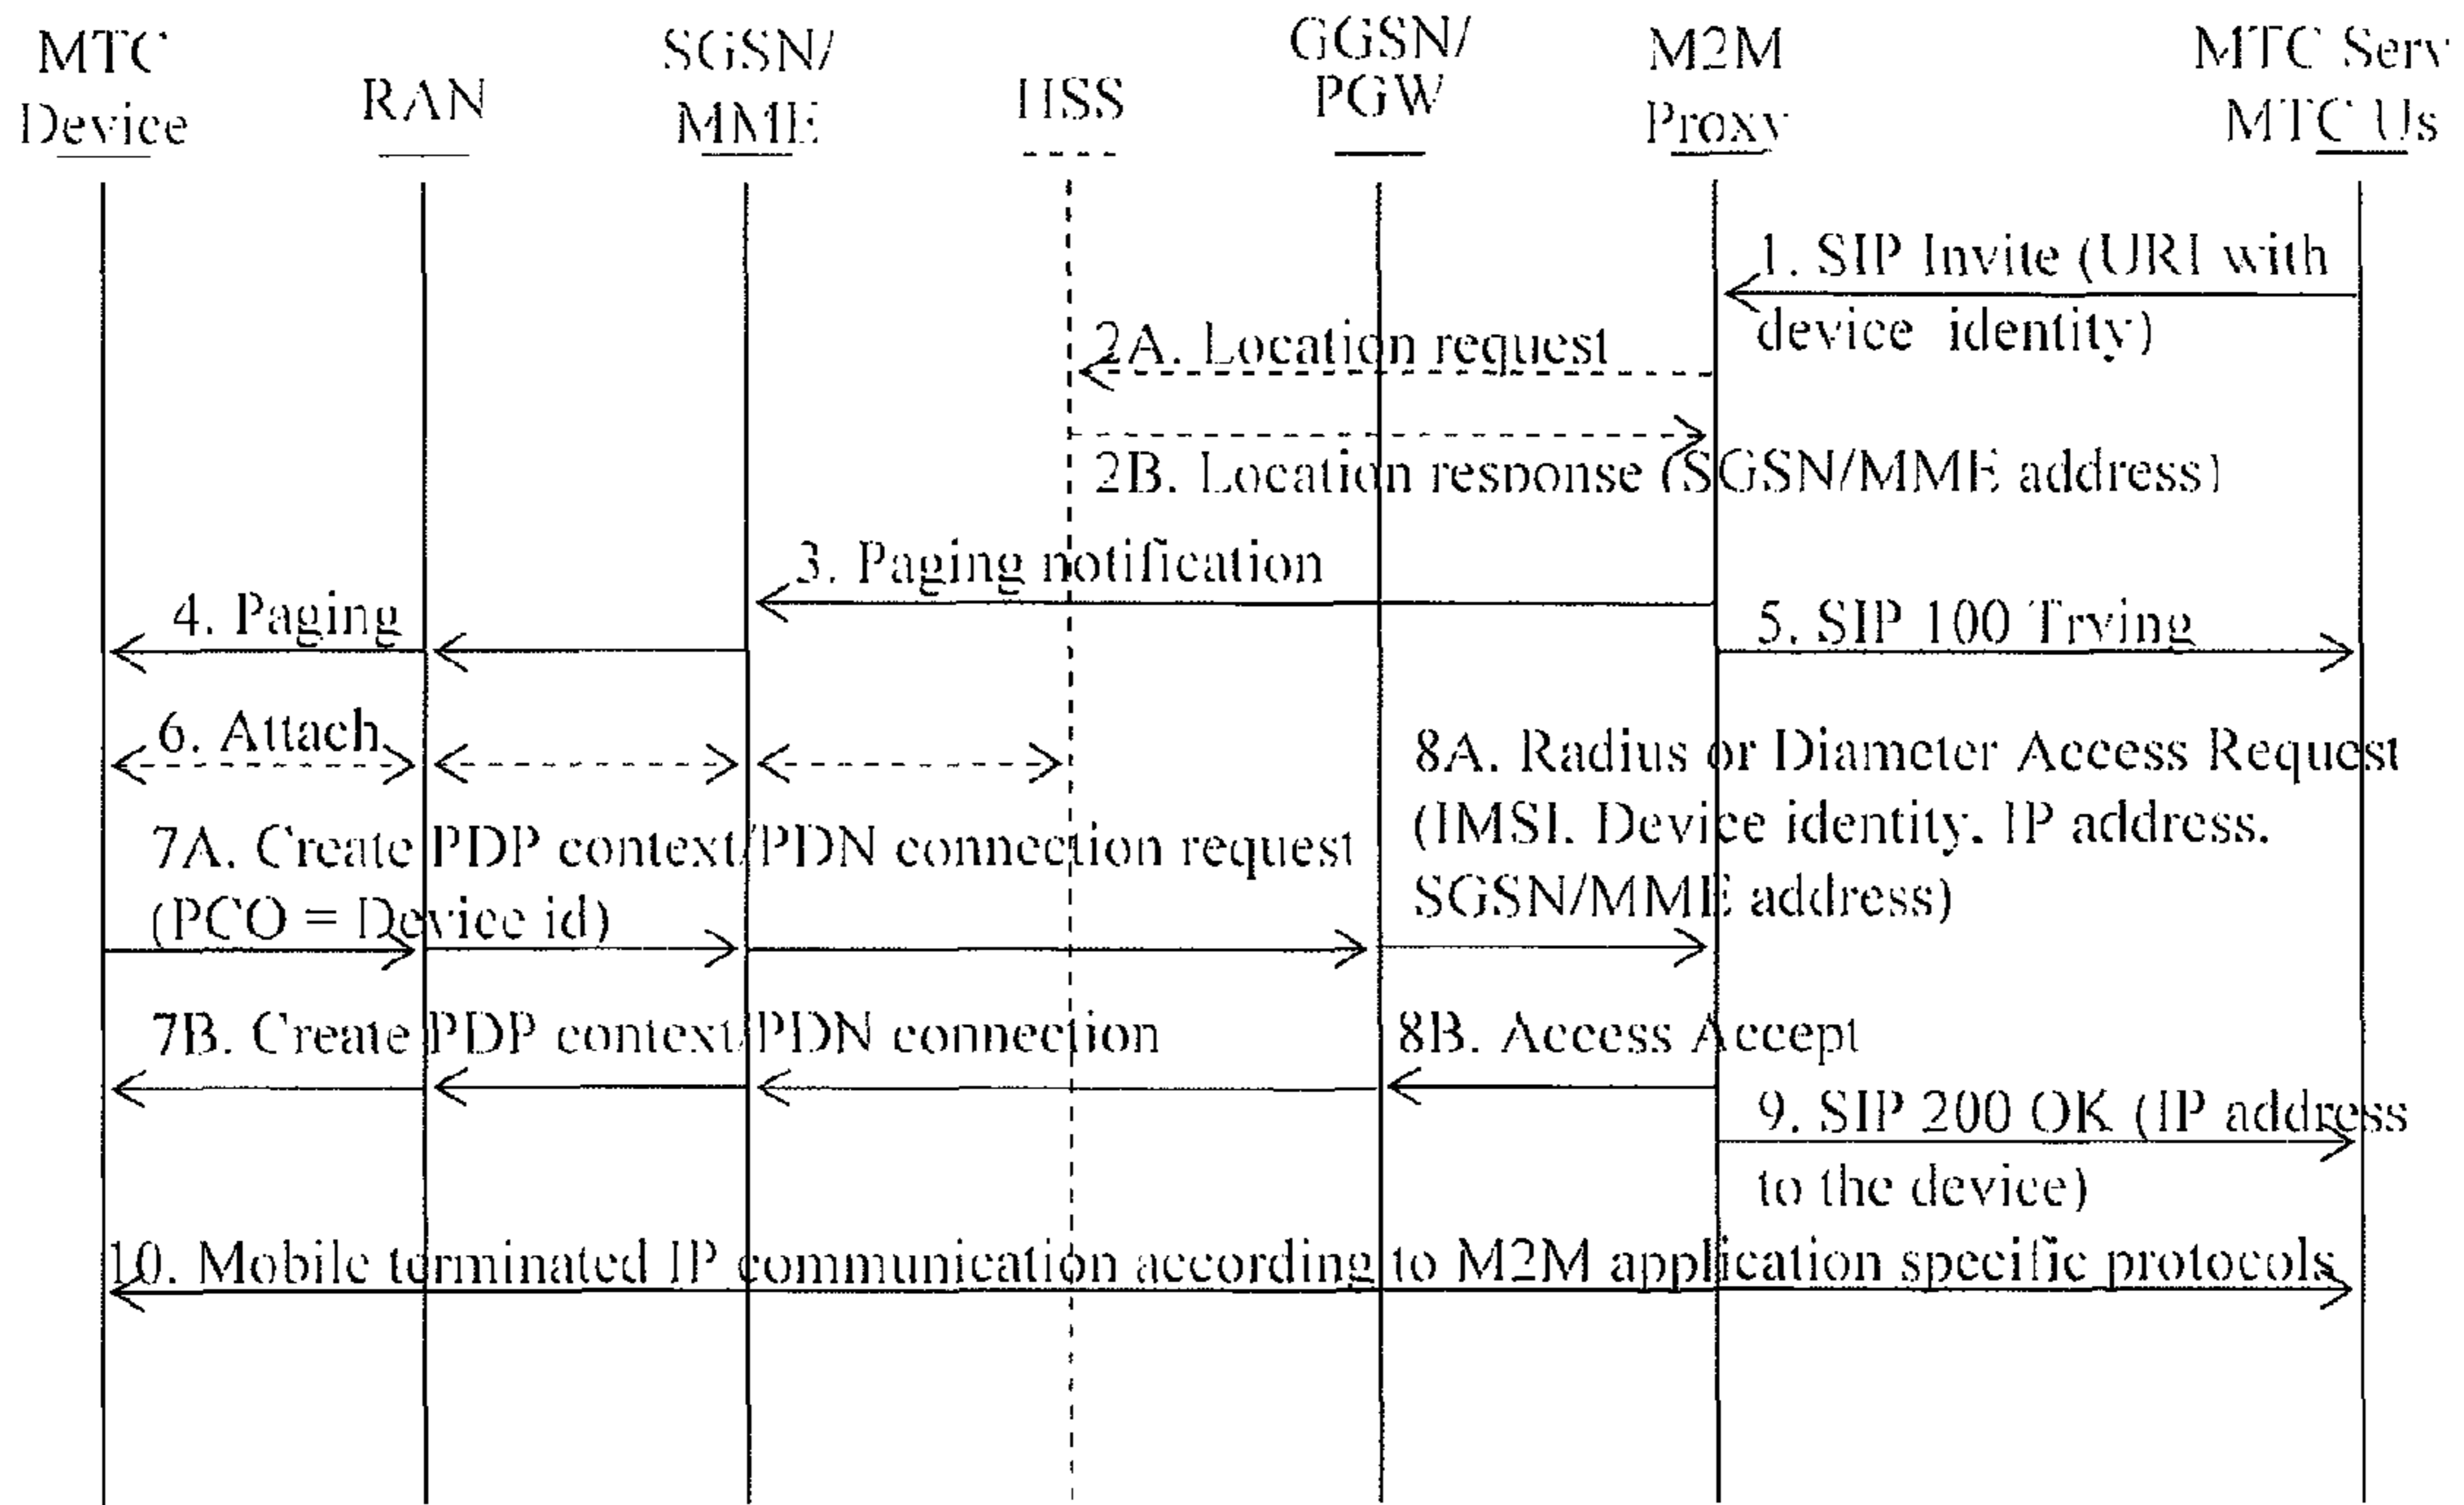 MTC
Device
RAN
SGSN/
MME
HSS
GGSN/
PGW
M2M
Proxy
MTC Serv
MTC Us
1. SIP Invite (URI with
device identity)
2A. Location request
2B. Location response (SGSN/MME address)
3. Paging notification
4. Paging
5. SIP 100 Trying
6. Attach
8A. Radius or Diameter Access Request
(IMSI, Device identity, IP address,
SGSN/MME address)
7A. Create PDP context/PDN connection request
(PCO = Device id)
7B. Create PDP context/PDN connection
8B. Access Accept
9. SIP 200 OK (IP address
to the device)
10. Mobile terminated IP communication according to M2M application specific protocols